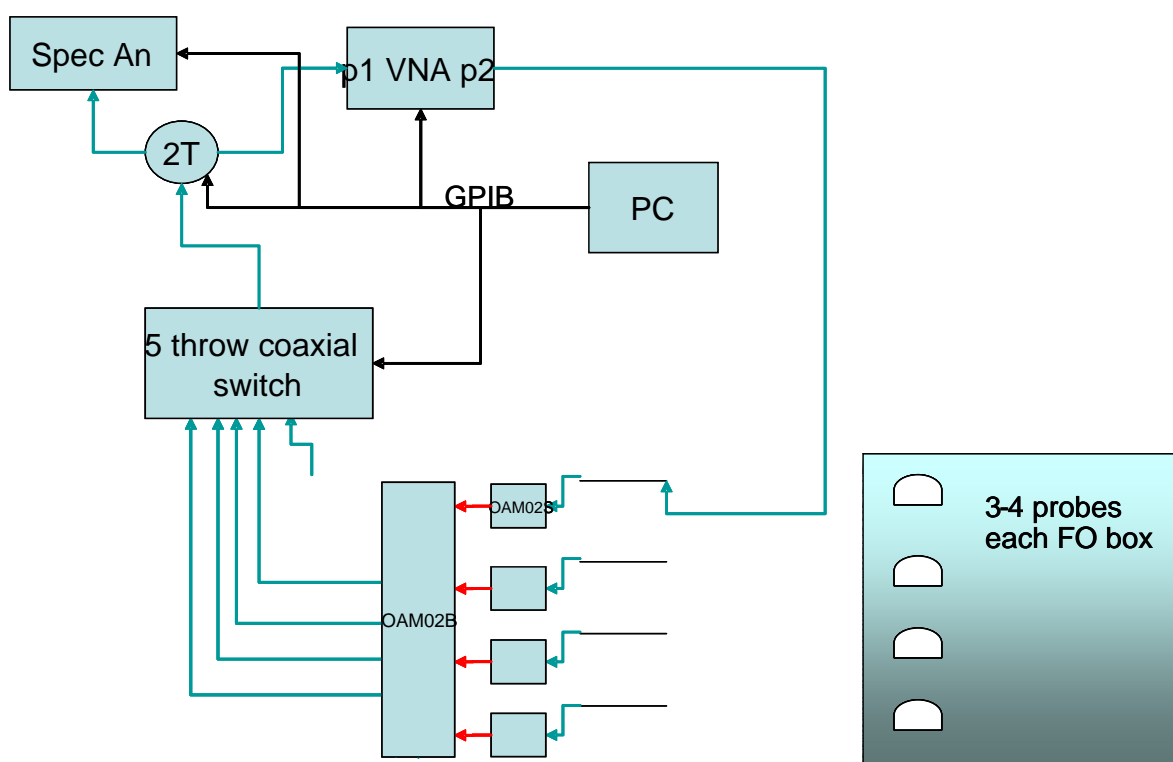 Spec An
p1 VNA p2
2T
GPIB
PC
5 throw coaxial
switch
OAM02S
OAM02B
3-4 probes
each FO box